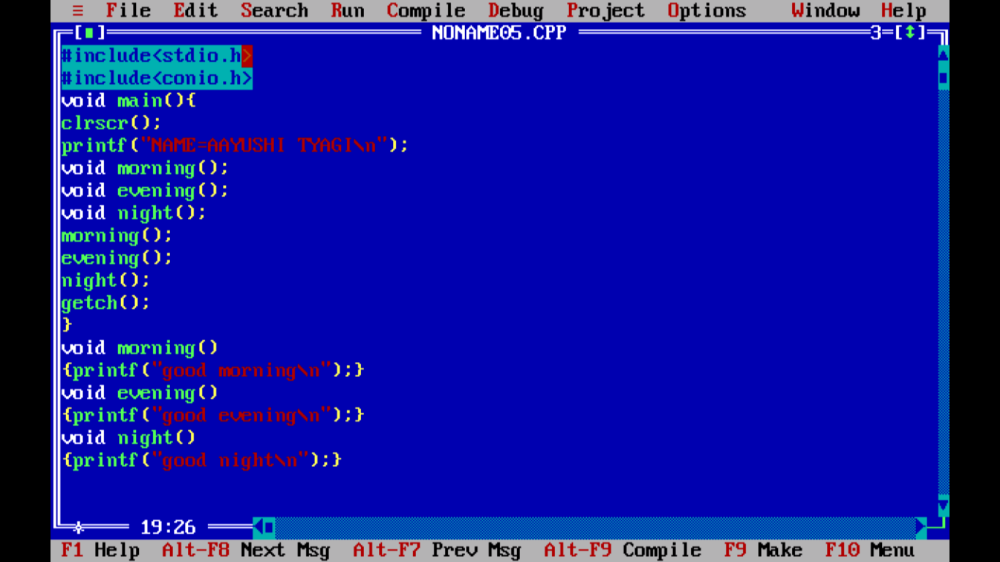 ≡ File Edit Search Run Compile Debug Project Options Window Help
[■] NONAME05.CPP 3=[↕]
#include<stdio.h>
#include<conio.h>
void main(){
clrscr();
printf("NAME=AAYUSHI TYAGI\n");
void morning();
void evening();
void night();
morning();
evening();
night();
getch();
}
void morning()
{printf("good morning\n");}
void evening()
{printf("good evening\n");}
void night()
{printf("good night\n");}
19:26
F1 Help Alt-F8 Next Msg Alt-F7 Prev Msg Alt-F9 Compile F9 Make F10 Menu